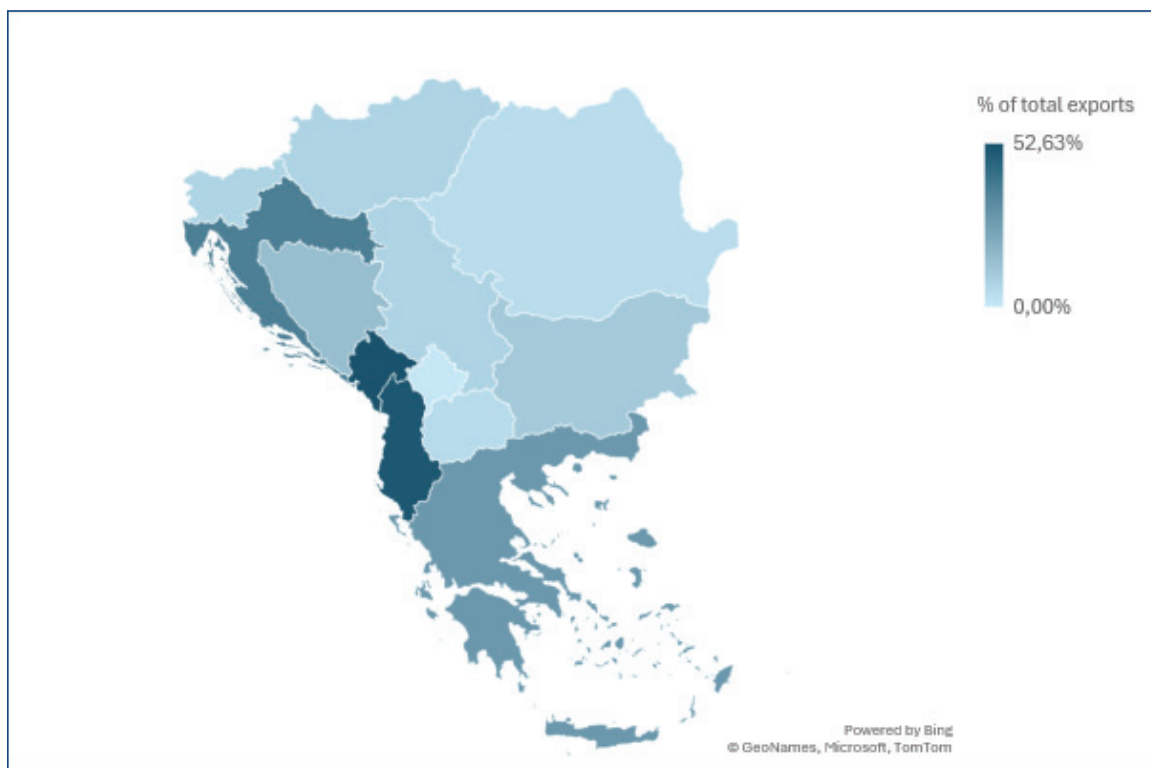 % of total exports
52,63%
0,00%
Powered by Bing
© GeoNames, Microsoft, TomTom